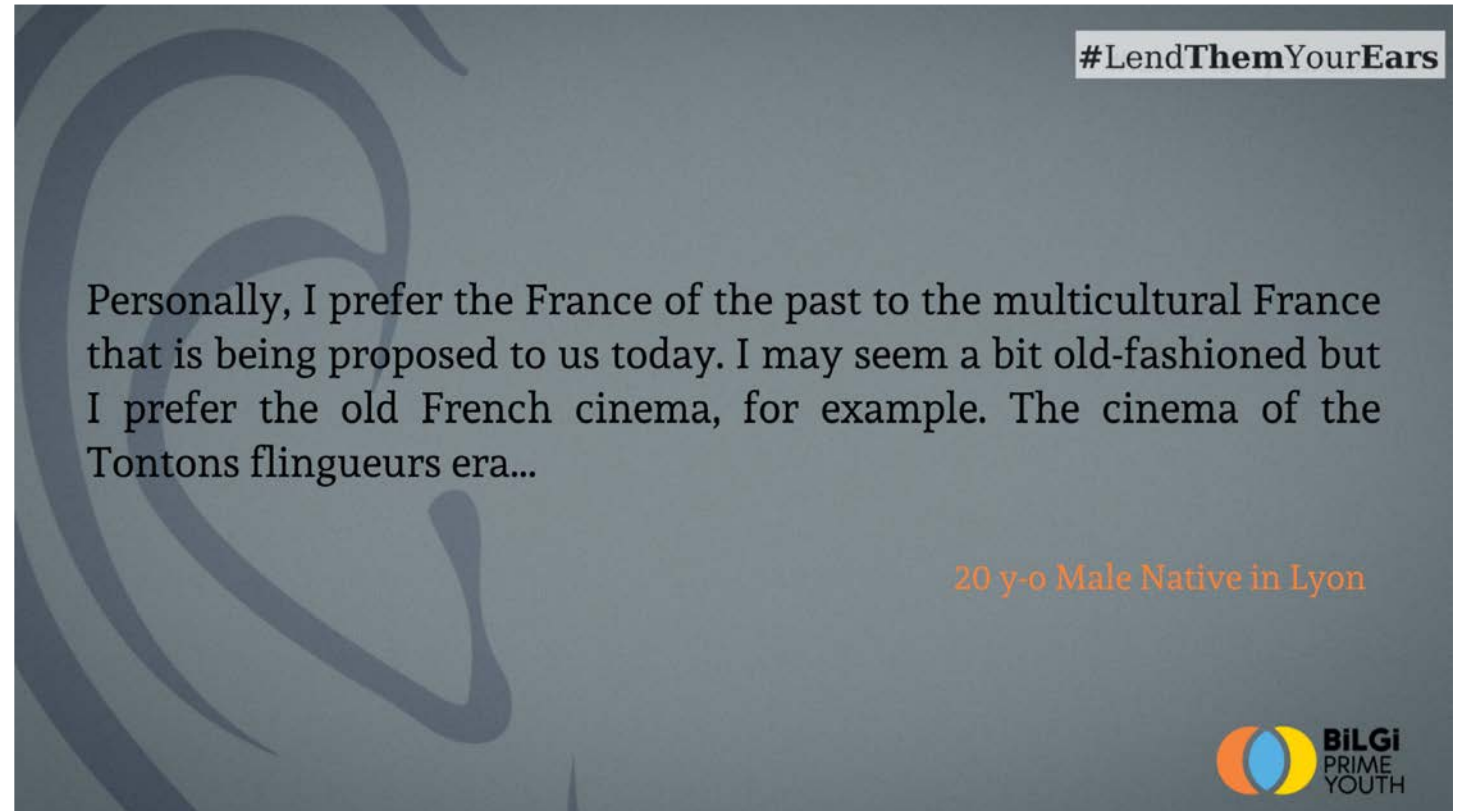 #LendThemYourEars
Personally, I prefer the France of the past to the multicultural France
that is being proposed to us today. I may seem a bit old-fashioned but
I prefer the old French cinema, for example. The cinema of the
Tontons flingueurs era...
20 y-o Male Native in Lyon
BiLGi
PRIME
YOUTH